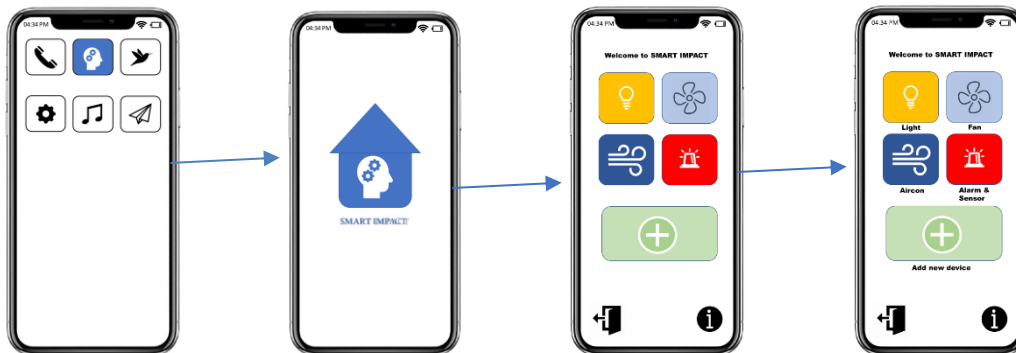 04:34 PM
04:34 PM
SMART IMPACT
04:34 PM
Welcome to SMART IMPACT
04:34 PM
Welcome to SMART IMPACT
Light
Fan
Aircon
Alarm &
Sensor
Add new device